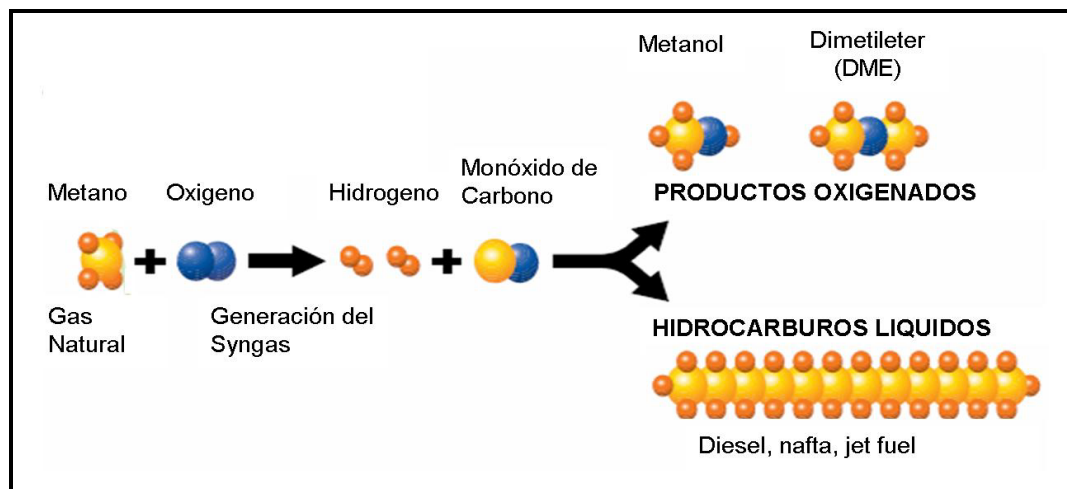 Metanol
Dimetileter
(DME)
PRODUCTOS OXIGENADOS
Metano
Oxigeno
Hidrogeno
Monóxido de
Carbono
Gas
Natural
Generación del
Syngas
HIDROCARBUROS LIQUIDOS
Diesel, nafta, jet fuel